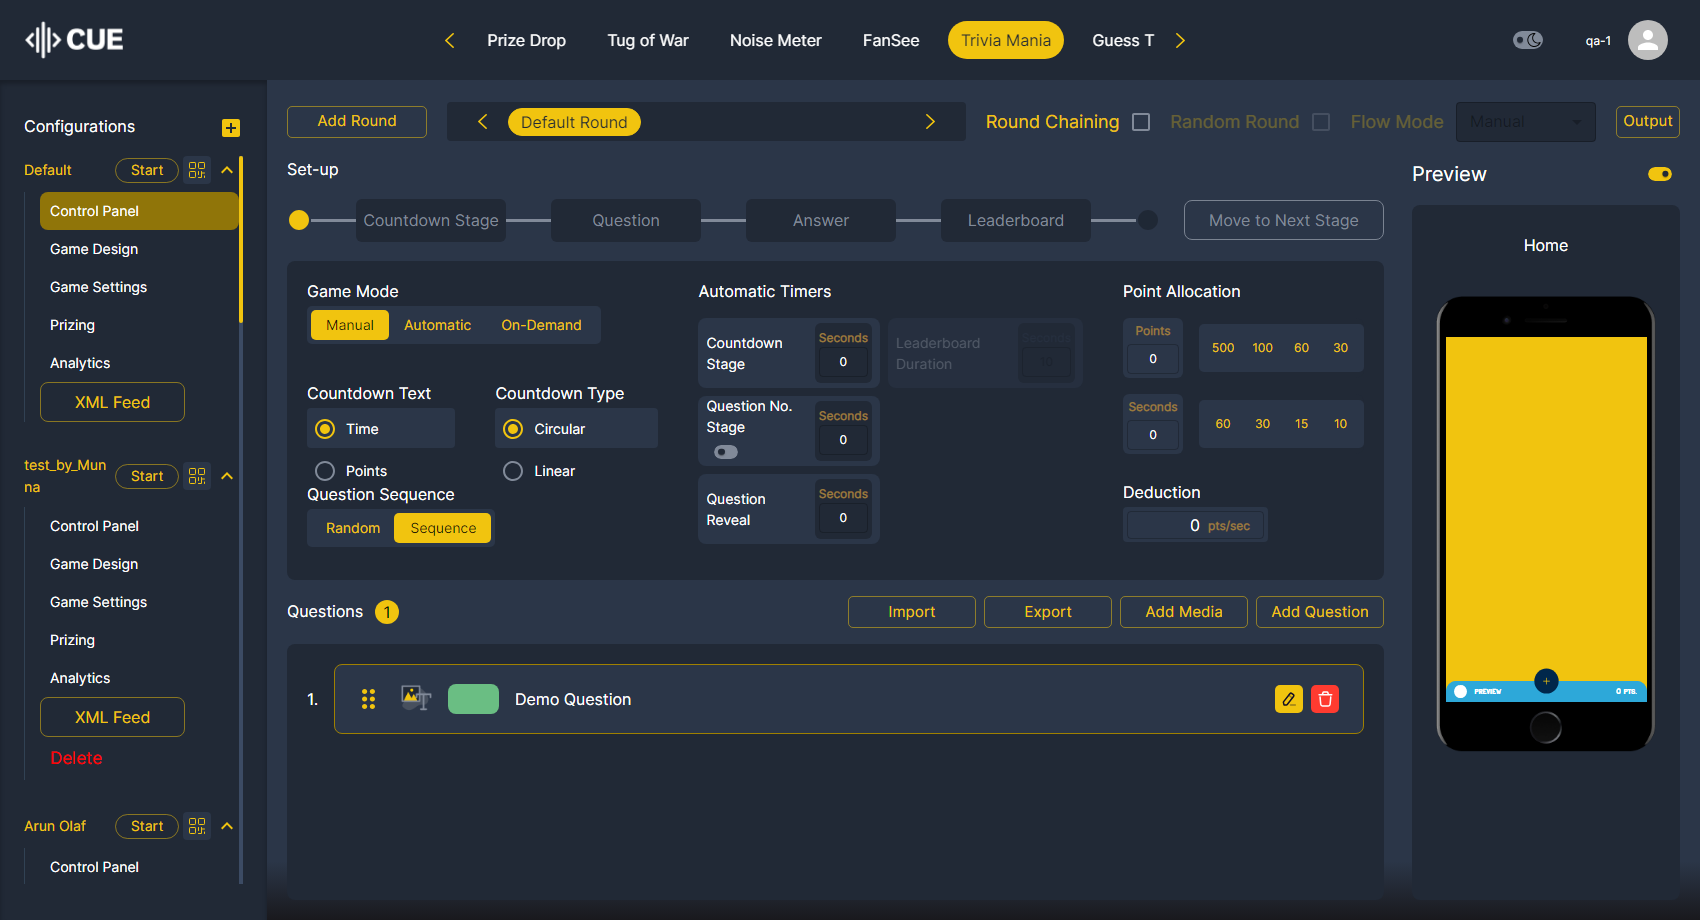 CUE
Prize Drop Tug of War Noise Meter FanSee Trivia Mania Guess T
qa-1
Configurations
Default Start
Control Panel
Game Design
Game Settings
Prizing
Analytics
XML Feed
test_by_Mun
na
Start
Control Panel
Game Design
Game Settings
Prizing
Analytics
XML Feed
Delete
Arun Olaf Start
Control Panel
Add Round
Default Round
Round Chaining Random Round Flow Mode Manual Output
Set-up
Countdown Stage Question Answer Leaderboard Move to Next Stage
Game Mode
Manual Automatic On-Demand
Countdown Text
Time
Points
Countdown Type
Circular
Linear
Question Sequence
Random Sequence
Automatic Timers
Countdown
Stage
Seconds
0
Leaderboard
Duration
Seconds
10
Question No.
Stage
Seconds
0
Question
Reveal
Seconds
0
Point Allocation
Points
0
500 100 60 30
Seconds
0
60 30 15 10
Deduction
0 pts/sec
Questions 1
Import Export Add Media Add Question
1. Demo Question
Preview
Home
PREVIEW 0 PTS.